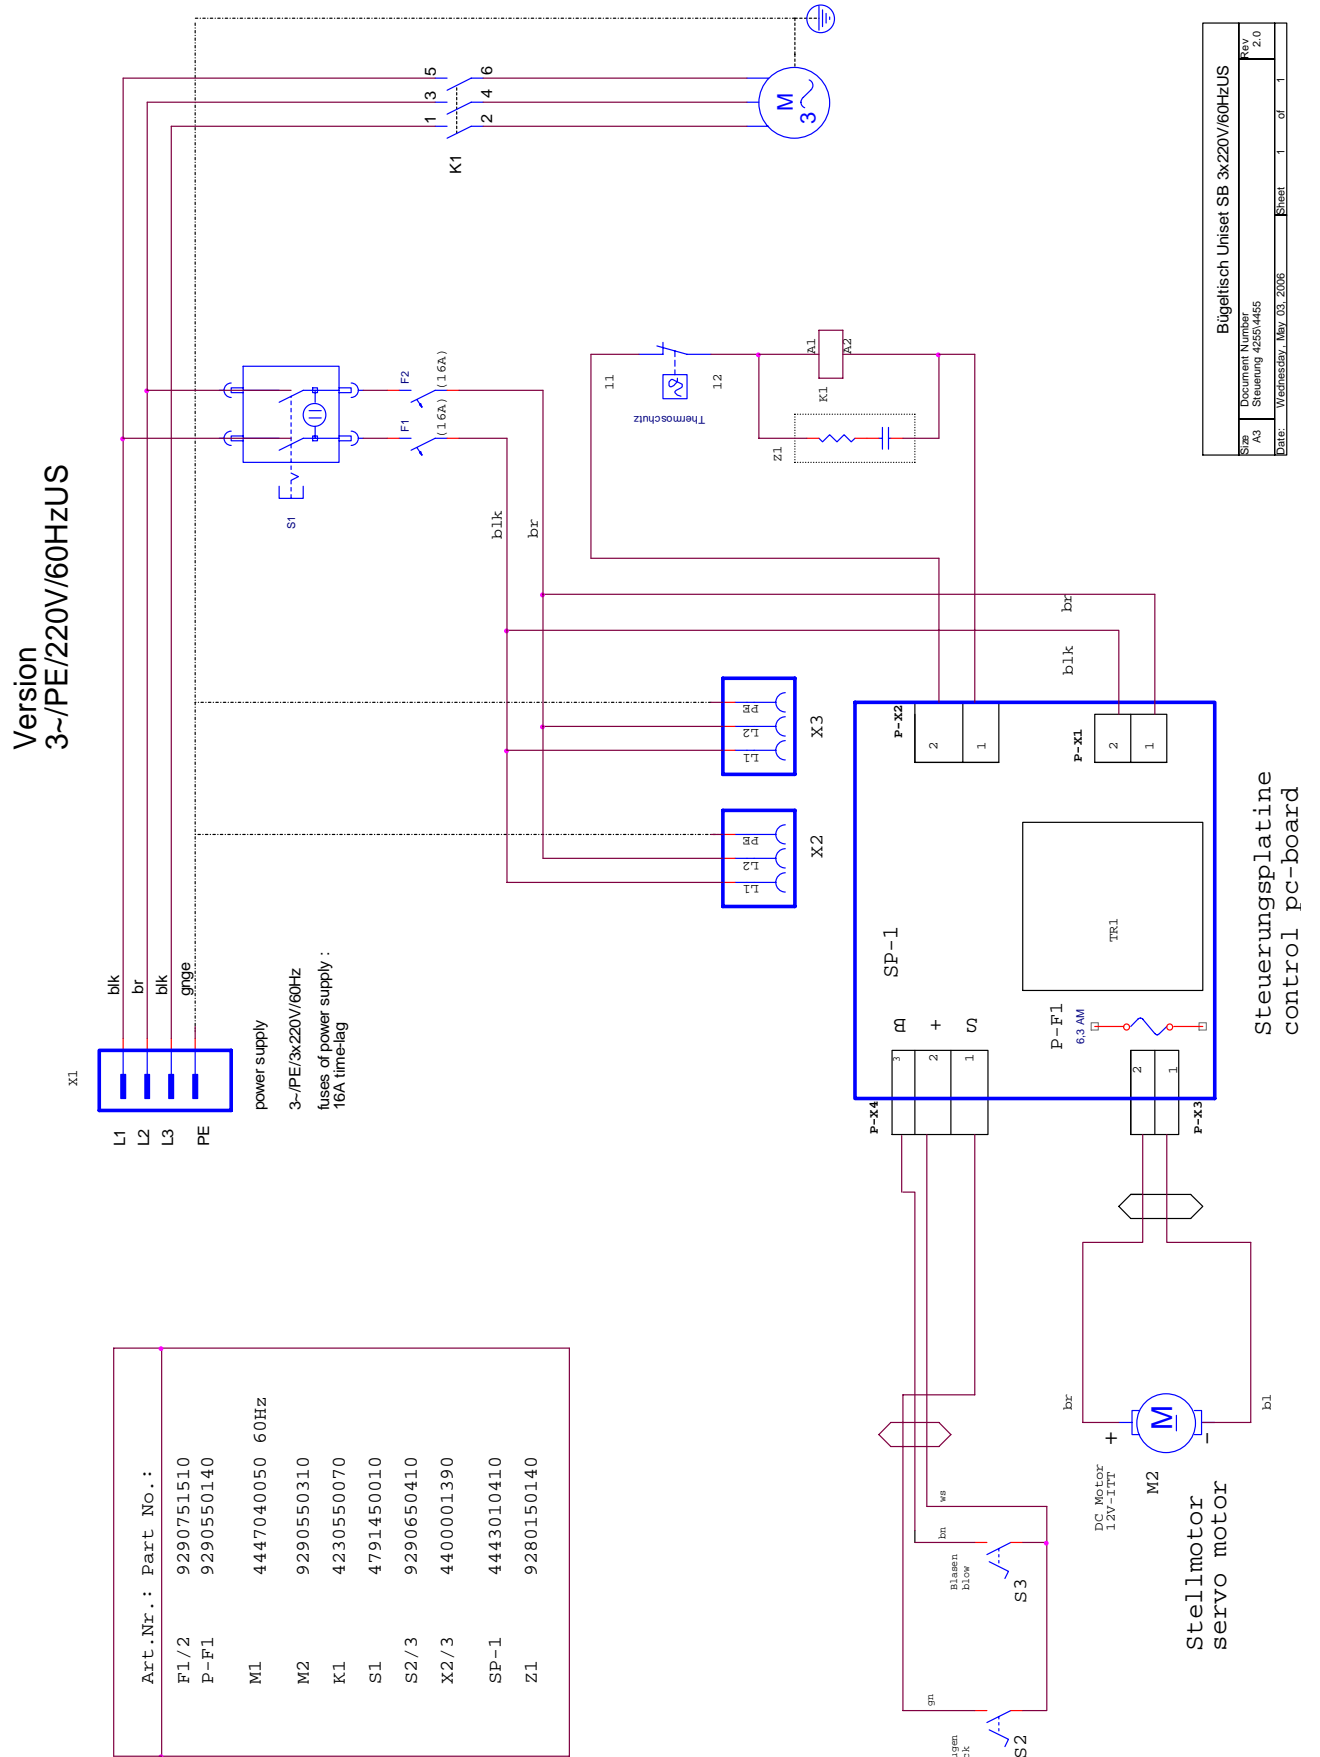 Version
3~/PE/220V/60HzUS
X1
L1
L2
L3
PE
blk
br
blk
gnge
power supply
3~/PE/3x220V/60Hz
fuses of power supply :
16A time-lag
S1
F1
(16A)
F2
(16A)
blk
br
K1
1
3
5
2
4
6
M
3
Thermoschutz
11
12
Z1
K1
A1
A2
X2
L1
L2
PE
X3
L1
L2
PE
blk
br
P-X2
2
1
P-X1
2
1
SP-1
TR1
P-F1
6,3 AM
B
+
S
3
2
1
P-X4
2
1
P-X3
Steuerungsplatine
control pc-board
Art.Nr.: Part No.:
F1/2 9290751510
P-F1 9290550140
M1 4447040050 60Hz
M2 9290550310
K1 4230550070
S1 4791450010
S2/3 9290650410
X2/3 4400001390
SP-1 4443010410
Z1 9280150140
gn
bn
ws
S2
Blasen
blow
S3
br
bl
+
-
M
M2
DC Motor
12V-ITT
Stellmotor
servo motor
Bügeltisch Uniset SB 3x220V/60HzUS
Size
A3
Document Number
Steuerung 4255\4455
Rev
2.0
Date:
Wednesday, May 03, 2006
Sheet
1 of 1